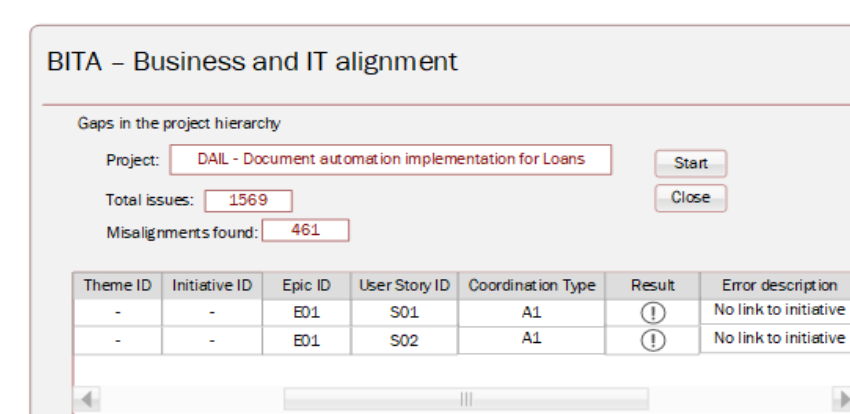 BITA – Business and IT alignment
Gaps in the project hierarchy
Project: DAIL - Document automation implementation for Loans Start
Total issues: 1569 Close
Misalignments found: 461
Theme ID Initiative ID Epic ID User Story ID Coordination Type Result Error description
- - E01 S01 A1 ! No link to initiative
- - E01 S02 A1 ! No link to initiative